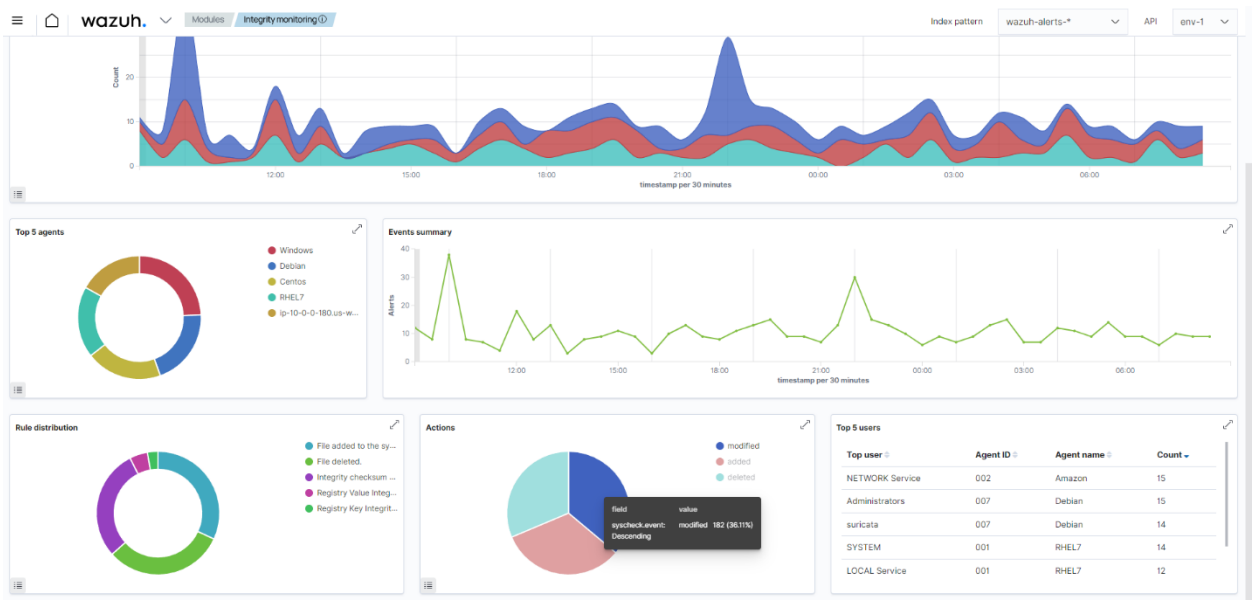 wazuh. Modules Integrity monitoring Index pattern wazuh-alerts-* API env-1
Count
20
10
0
12:00 15:00 18:00 21:00 00:00 03:00 06:00
timestamp per 30 minutes
Top 5 agents
Windows
Debian
Centos
RHEL7
ip-10-0-0-180.us-w...
Events summary
Alerts
40
30
20
10
0
12:00 15:00 18:00 21:00 00:00 03:00 06:00
timestamp per 30 minutes
Rule distribution
File added to the sy...
File deleted.
Integrity checksum ...
Registry Value Integ...
Registry Key Integrit...
Actions
modified
added
deleted
field value
syscheck.event: modified 182 (36.11%)
Descending
Top 5 users
Top user Agent ID Agent name Count
NETWORK Service 002 Amazon 15
Administrators 007 Debian 15
suricata 007 Debian 14
SYSTEM 001 RHEL7 14
LOCAL Service 001 RHEL7 12